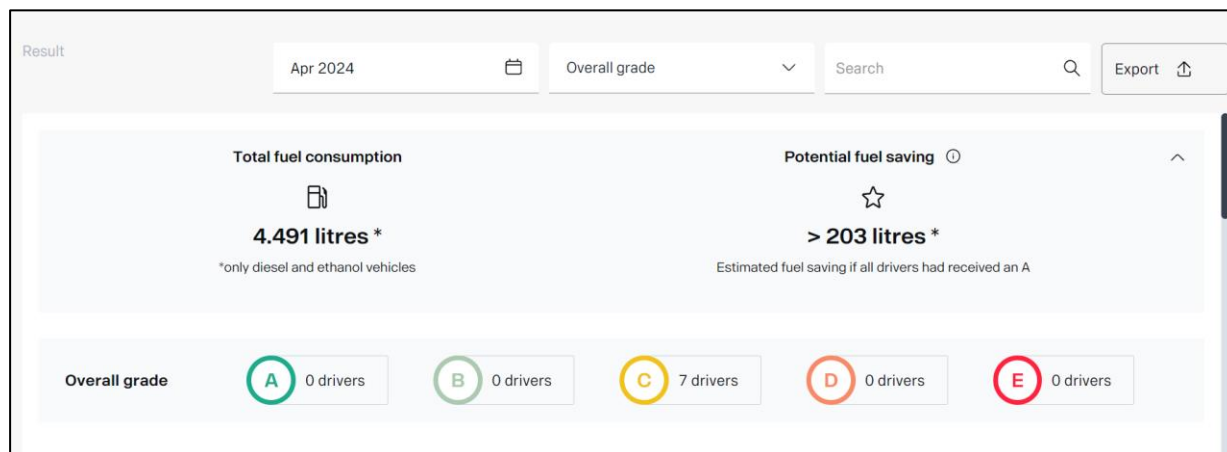 Result
Apr 2024
Overall grade
Search
Export
Total fuel consumption
Potential fuel saving
4.491 litres *
> 203 litres *
*only diesel and ethanol vehicles
Estimated fuel saving if all drivers had received an A
Overall grade
A 0 drivers
B 0 drivers
C 7 drivers
D 0 drivers
E 0 drivers